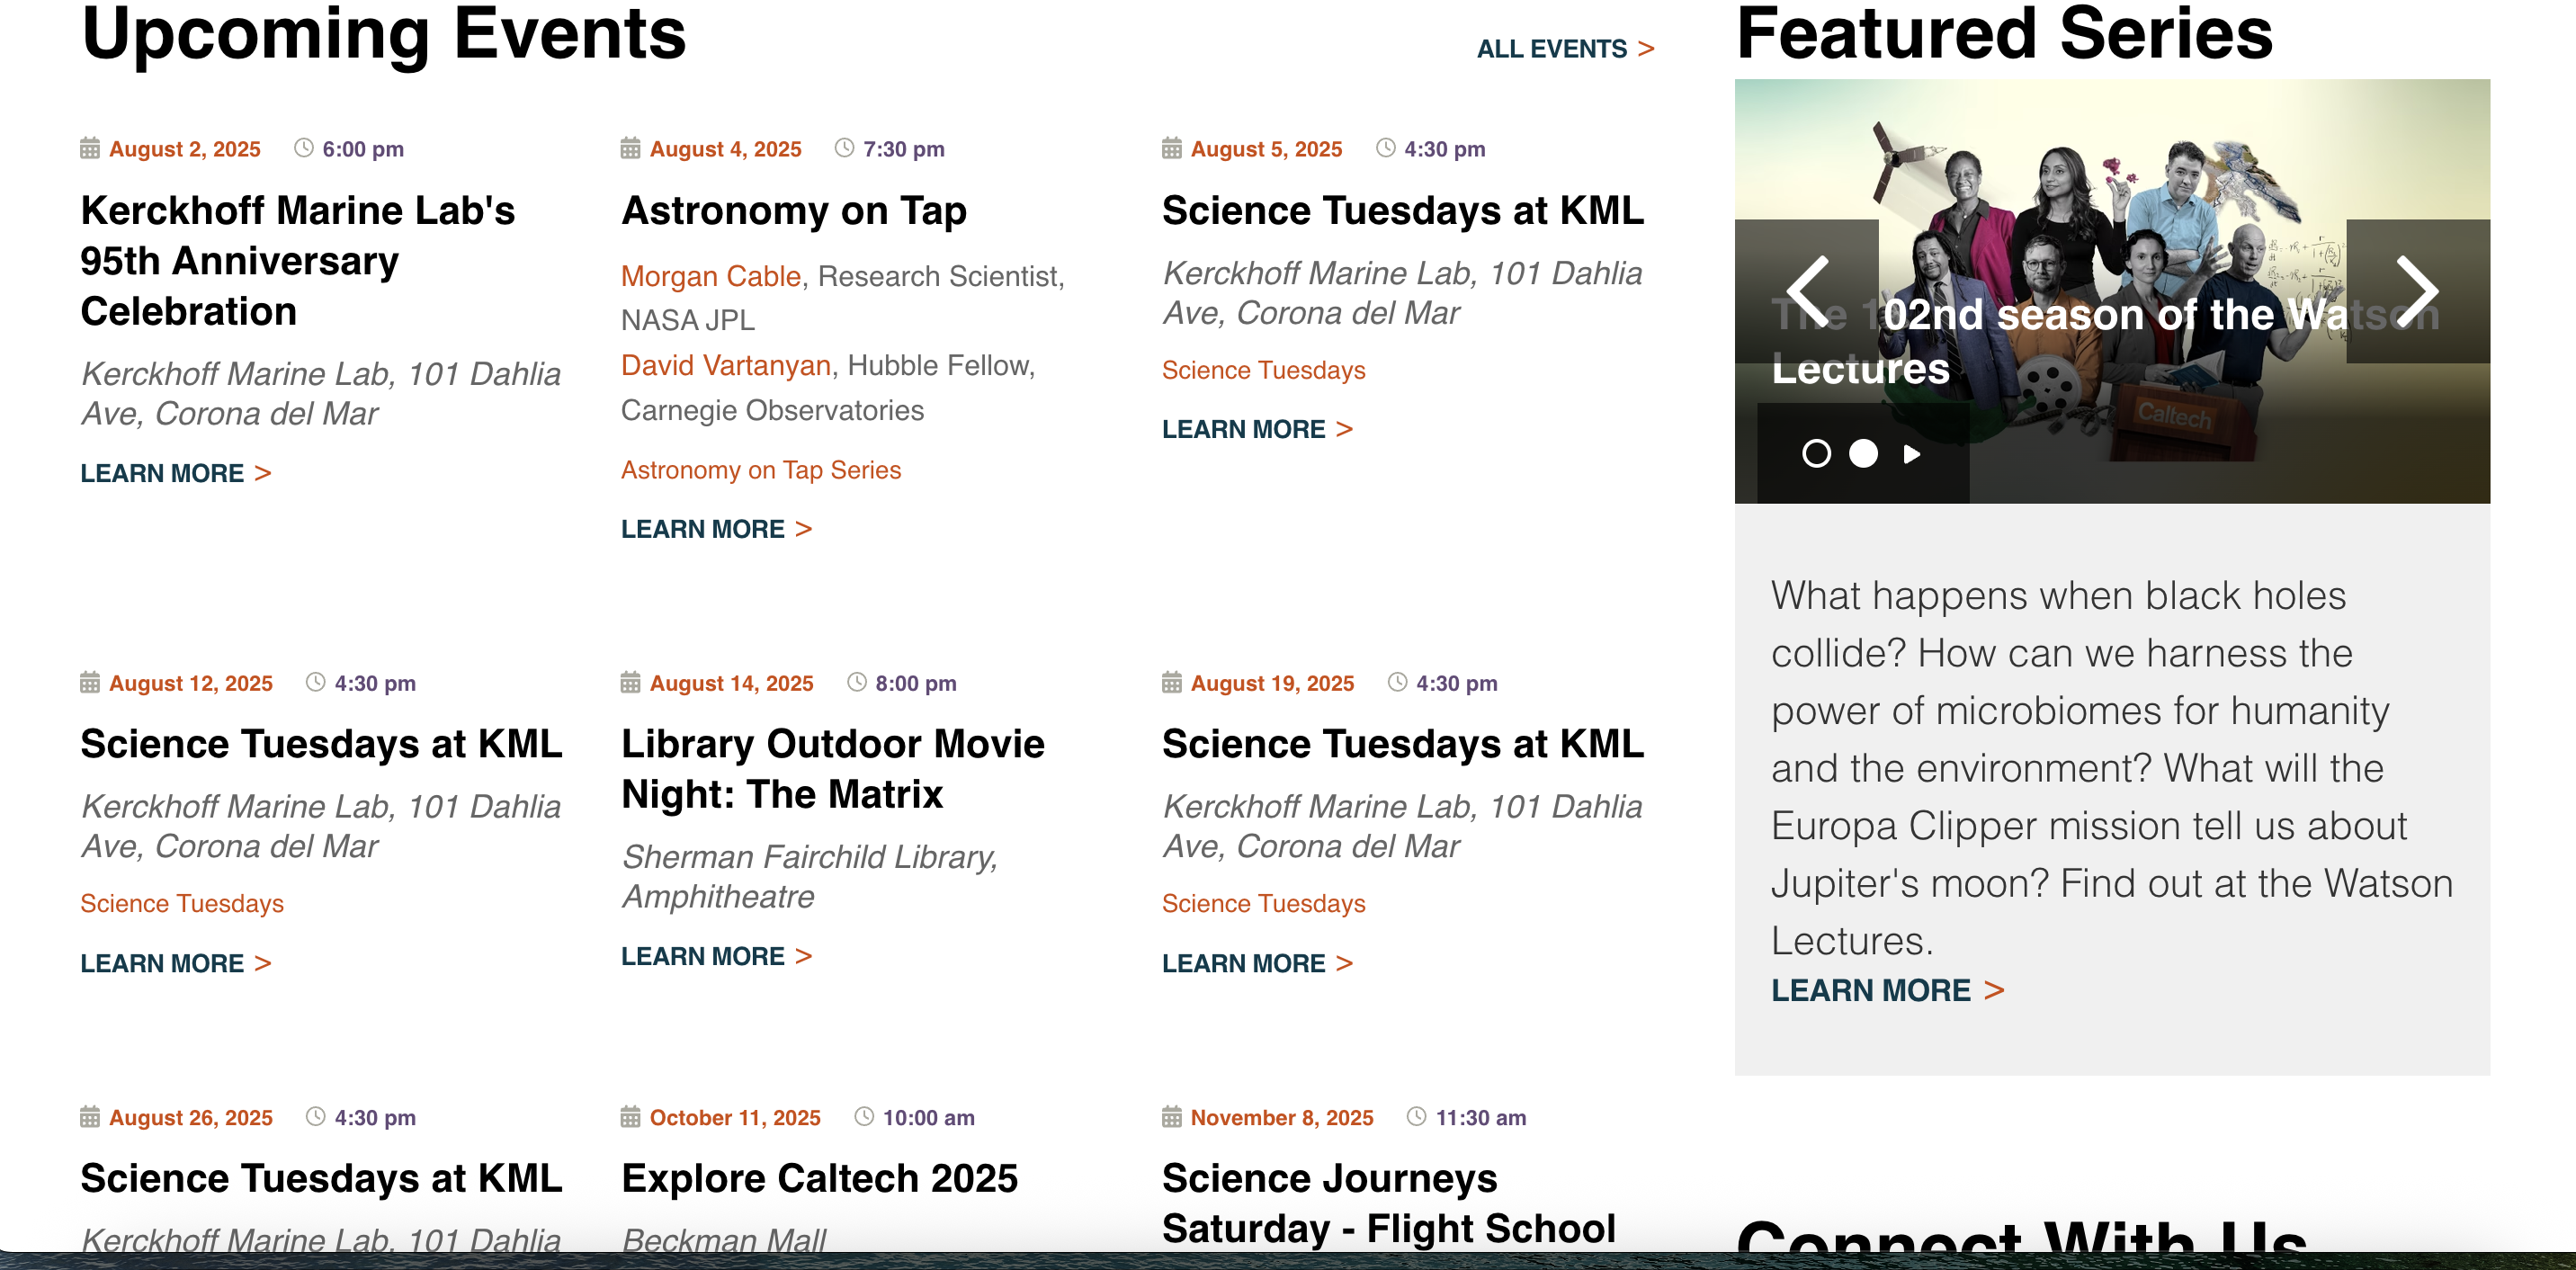 Upcoming Events
ALL EVENTS >
August 2, 2025 6:00 pm
Kerckhoff Marine Lab's
95th Anniversary
Celebration
Kerckhoff Marine Lab, 101 Dahlia
Ave, Corona del Mar
LEARN MORE >
August 4, 2025 7:30 pm
Astronomy on Tap
Morgan Cable, Research Scientist,
NASA JPL
David Vartanyan, Hubble Fellow,
Carnegie Observatories
Astronomy on Tap Series
LEARN MORE >
August 5, 2025 4:30 pm
Science Tuesdays at KML
Kerckhoff Marine Lab, 101 Dahlia
Ave, Corona del Mar
Science Tuesdays
LEARN MORE >
August 12, 2025 4:30 pm
Science Tuesdays at KML
Kerckhoff Marine Lab, 101 Dahlia
Ave, Corona del Mar
Science Tuesdays
LEARN MORE >
August 14, 2025 8:00 pm
Library Outdoor Movie
Night: The Matrix
Sherman Fairchild Library,
Amphitheatre
LEARN MORE >
August 19, 2025 4:30 pm
Science Tuesdays at KML
Kerckhoff Marine Lab, 101 Dahlia
Ave, Corona del Mar
Science Tuesdays
LEARN MORE >
August 26, 2025 4:30 pm
Science Tuesdays at KML
Kerckhoff Marine Lab, 101 Dahlia
October 11, 2025 10:00 am
Explore Caltech 2025
Beckman Mall
November 8, 2025 11:30 am
Science Journeys
Saturday - Flight School
Featured Series
The 102nd season of the Watson
Lectures
Caltech
What happens when black holes
collide? How can we harness the
power of microbiomes for humanity
and the environment? What will the
Europa Clipper mission tell us about
Jupiter's moon? Find out at the Watson
Lectures.
LEARN MORE >
Connect With Us